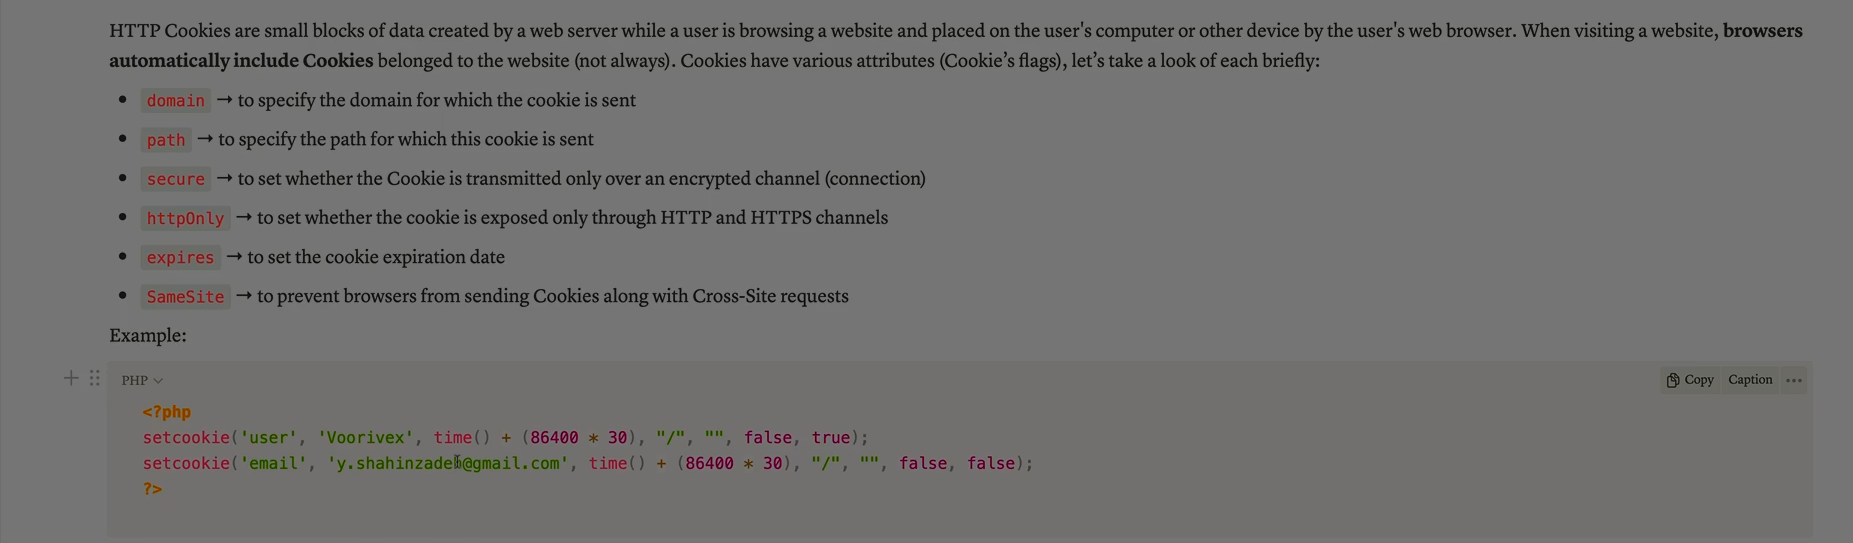 HTTP Cookies are small blocks of data created by a web server while a user is browsing a website and placed on the user's computer or other device by the user's web browser. When visiting a website, browsers
automatically include Cookies belonged to the website (not always). Cookies have various attributes (Cookie’s flags), let’s take a look of each briefly:
• domain → to specify the domain for which the cookie is sent
• path → to specify the path for which this cookie is sent
• secure → to set whether the Cookie is transmitted only over an encrypted channel (connection)
• httpOnly → to set whether the cookie is exposed only through HTTP and HTTPS channels
• expires → to set the cookie expiration date
• SameSite → to prevent browsers from sending Cookies along with Cross-Site requests
Example:
PHP Copy Caption
<?php
setcookie('user', 'Voorivex', time() + (86400 * 30), "/", "", false, true);
setcookie('email', 'y.shahinzadeh@gmail.com', time() + (86400 * 30), "/", "", false, false);
?>